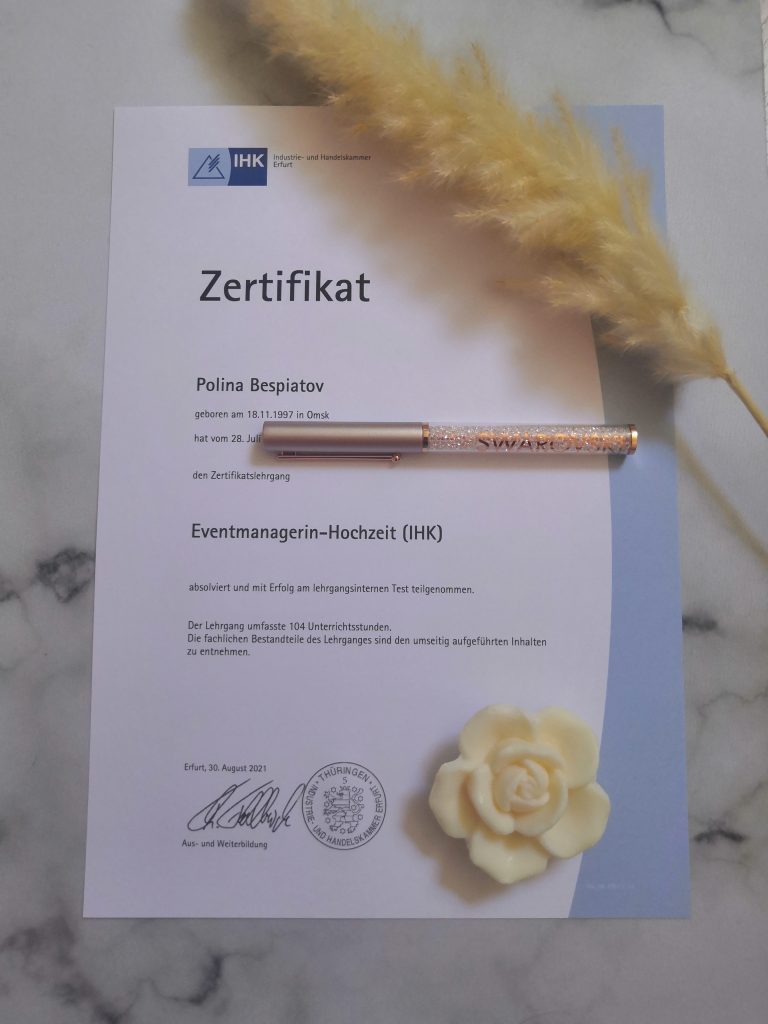 IHK
Industrie- und Handelskammer
Erfurt
Zertifikat
Polina Bespiatov
geboren am 18.11.1997 in Omsk
hat vom 28. Juli
SWAROVSKI
den Zertifikatslehrgang
Eventmanagerin-Hochzeit (IHK)
absolviert und mit Erfolg am lehrgangsinternen Test teilgenommen.
Der Lehrgang umfasste 104 Unterrichtsstunden.
Die fachlichen Bestandteile des Lehrganges sind den umseitig aufgeführten Inhalten
zu entnehmen.
Erfurt, 30. August 2021
THÜRINGEN
5
INDUSTRIE- UND HANDELSKAMMER ERFURT
Aus- und Weiterbildung